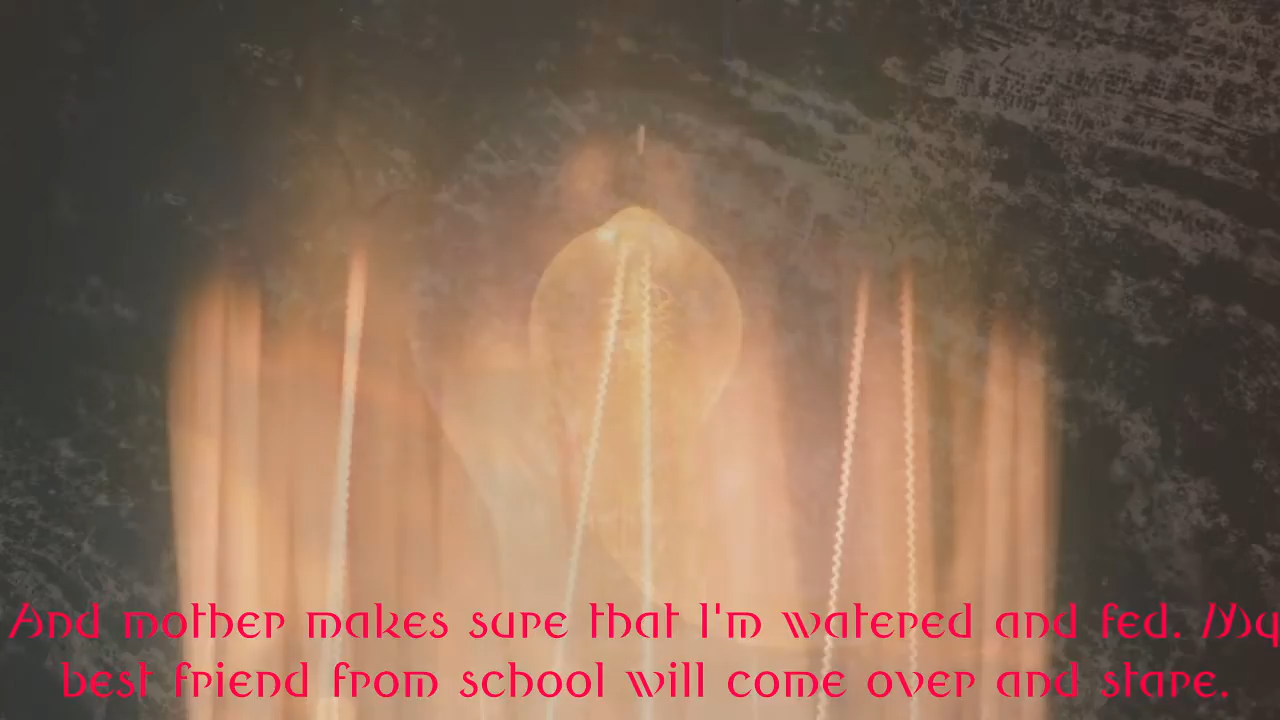 And mother makes sure that I'm watered and fed. My
best friend from school will come over and stare.